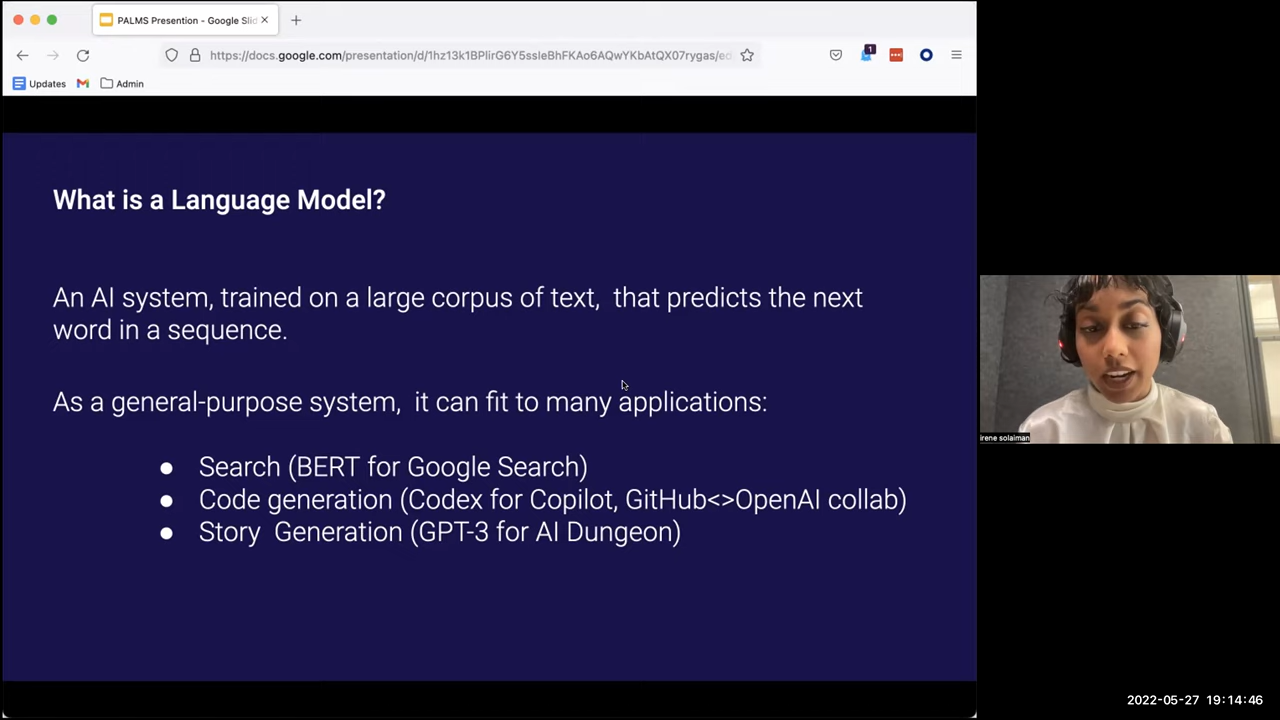 PALMS Presention - Google Slid
https://docs.google.com/presentation/d/1hz13k1BPlirG6Y5ssleBhFKAo6AQwYKbAtQX07rygas/ed
1
Updates
Admin
What is a Language Model?
An AI system, trained on a large corpus of text, that predicts the next
word in a sequence.
As a general-purpose system, it can fit to many applications:
● Search (BERT for Google Search)
● Code generation (Codex for Copilot, GitHub<>OpenAI collab)
● Story Generation (GPT-3 for AI Dungeon)
irene solaiman
2022-05-27 19:14:46